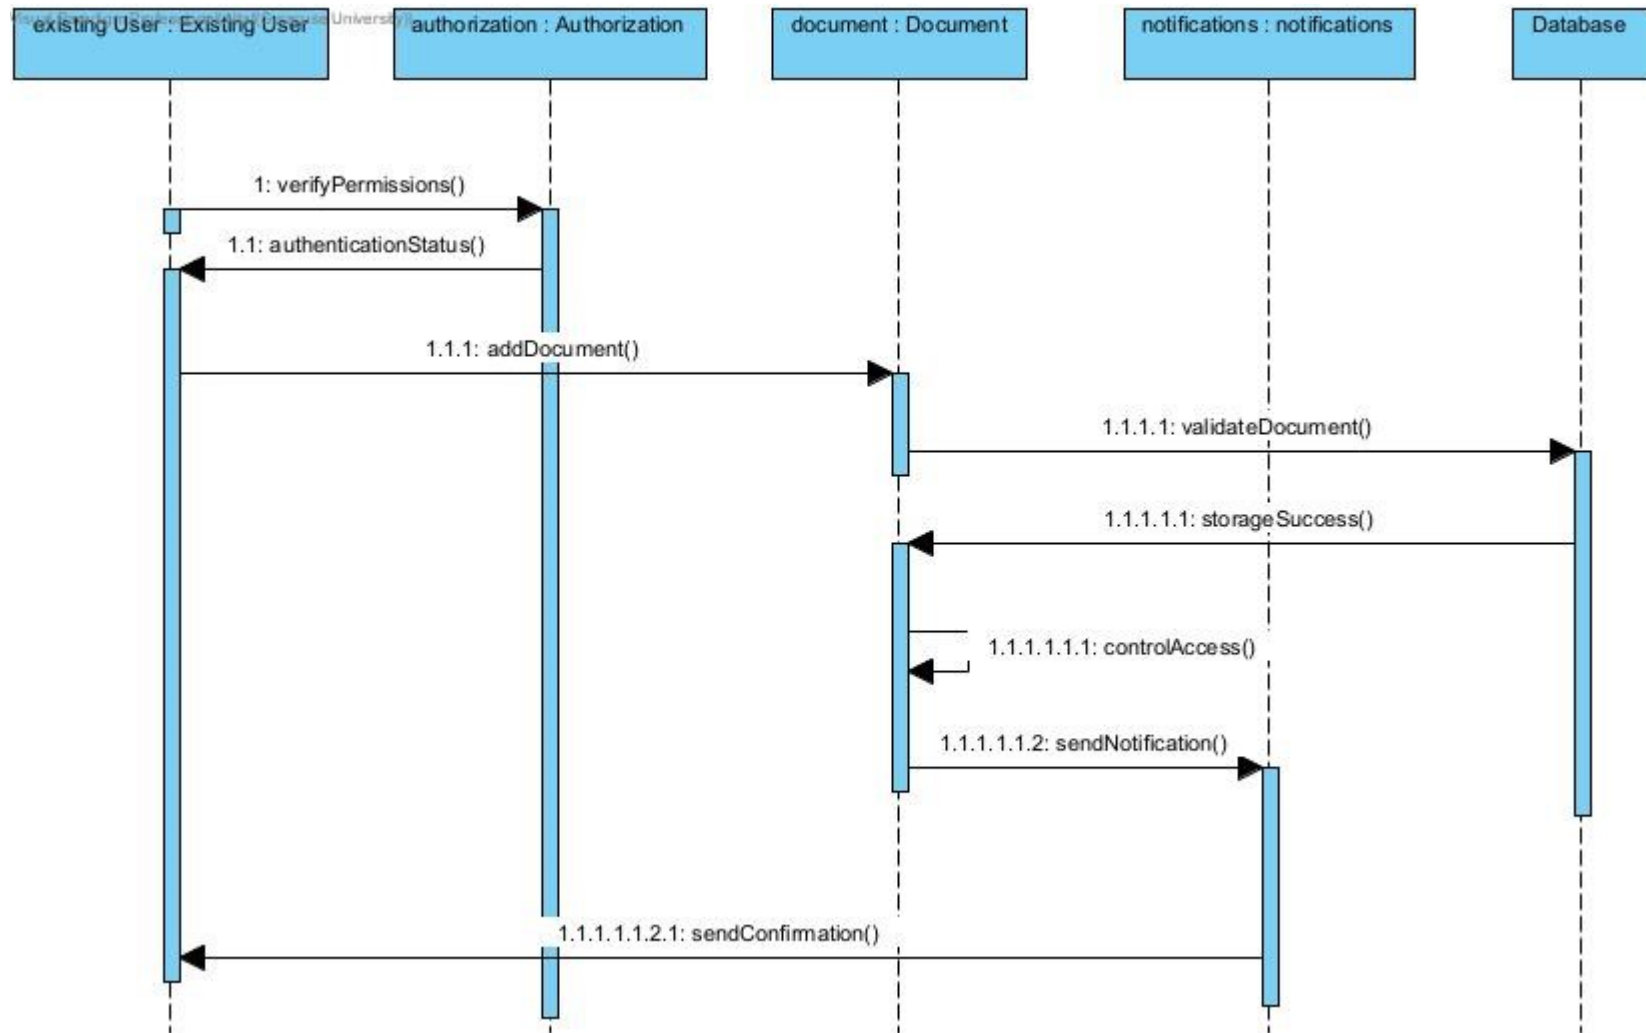 existing User : Existing User
authorization : Authorization
document : Document
notifications : notifications
Database
1: verifyPermissions()
1.1: authenticationStatus()
1.1.1: addDocument()
1.1.1.1: validateDocument()
1.1.1.1.1: storageSuccess()
1.1.1.1.1.1: controlAccess()
1.1.1.1.1.2: sendNotification()
1.1.1.1.1.2.1: sendConfirmation()
University